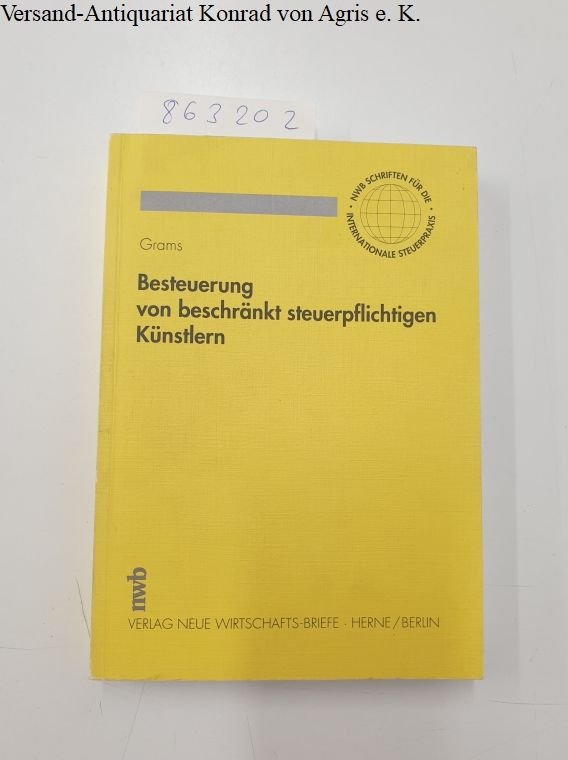 Versand-Antiquariat Konrad von Agris e. K.
863202
• NWB SCHRIFTEN FÜR DIE •
INTERNATIONALE STEUERPRAXIS
Grams
Besteuerung
von beschränkt steuerpflichtigen
Künstlern
nwb
VERLAG NEUE WIRTSCHAFTS-BRIEFE · HERNE/BERLIN